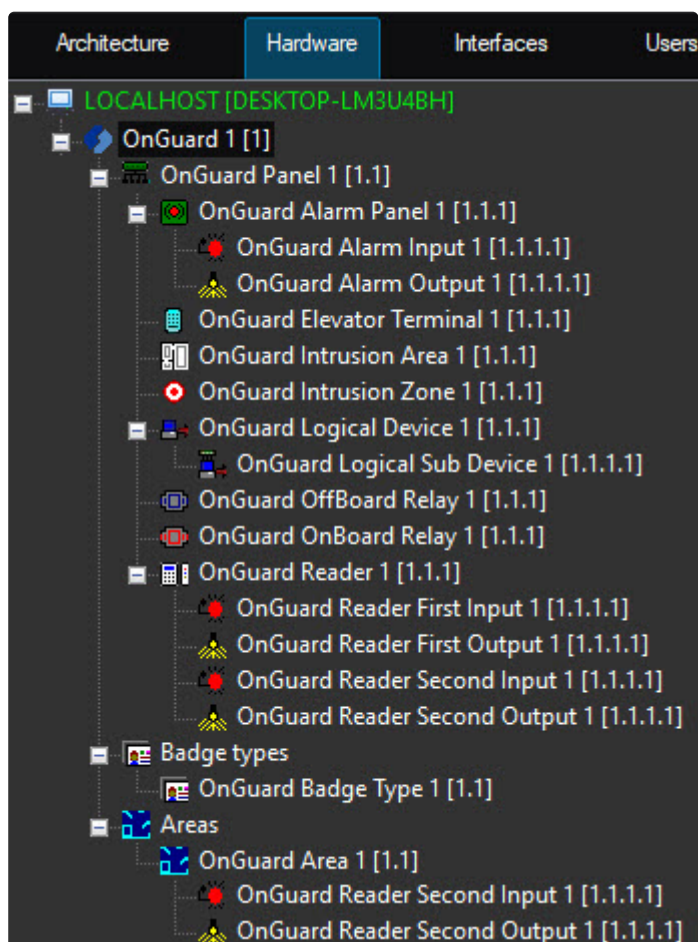 Architecture Hardware Interfaces Users
LOCALHOST [DESKTOP-LM3U4BH]
OnGuard 1 [1]
OnGuard Panel 1 [1.1]
OnGuard Alarm Panel 1 [1.1.1]
OnGuard Alarm Input 1 [1.1.1.1]
OnGuard Alarm Output 1 [1.1.1.1]
OnGuard Elevator Terminal 1 [1.1.1]
OnGuard Intrusion Area 1 [1.1.1]
OnGuard Intrusion Zone 1 [1.1.1]
OnGuard Logical Device 1 [1.1.1]
OnGuard Logical Sub Device 1 [1.1.1.1]
OnGuard OffBoard Relay 1 [1.1.1]
OnGuard OnBoard Relay 1 [1.1.1]
OnGuard Reader 1 [1.1.1]
OnGuard Reader First Input 1 [1.1.1.1]
OnGuard Reader First Output 1 [1.1.1.1]
OnGuard Reader Second Input 1 [1.1.1.1]
OnGuard Reader Second Output 1 [1.1.1.1]
Badge types
OnGuard Badge Type 1 [1.1]
Areas
OnGuard Area 1 [1.1]
OnGuard Reader Second Input 1 [1.1.1.1]
OnGuard Reader Second Output 1 [1.1.1.1]